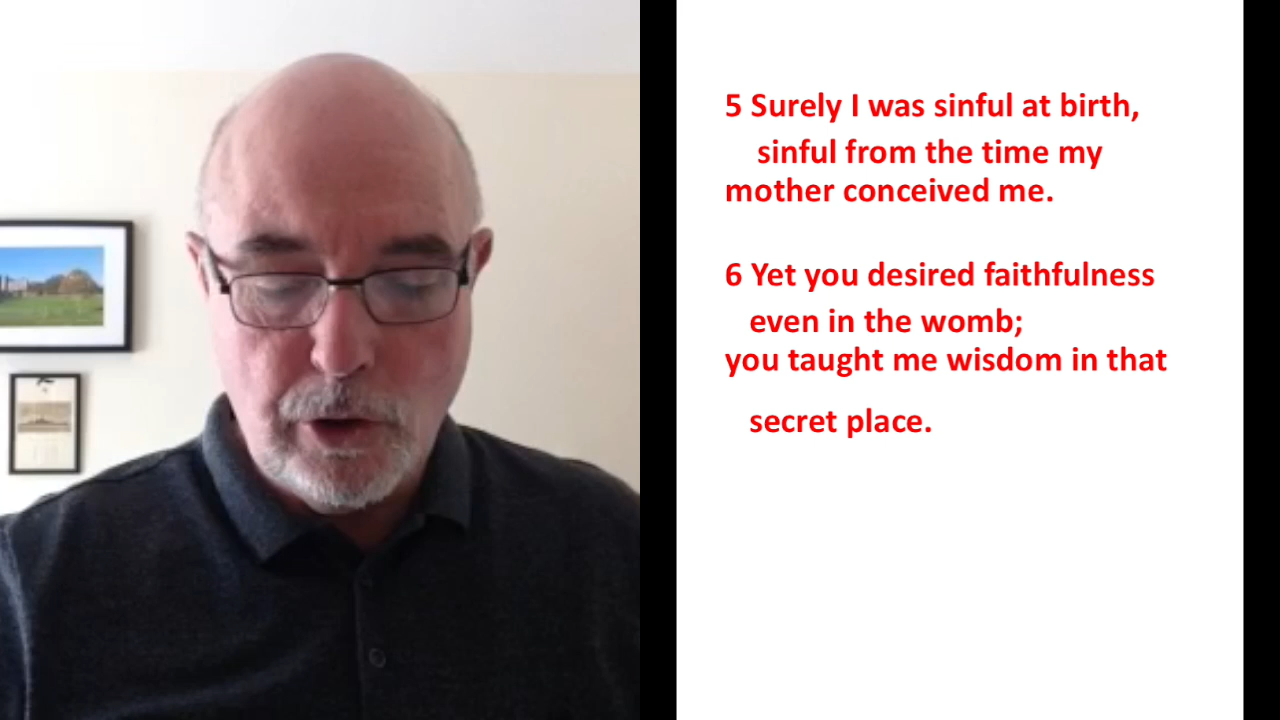 5 Surely I was sinful at birth,
sinful from the time my
mother conceived me.
6 Yet you desired faithfulness
even in the womb;
you taught me wisdom in that
secret place.